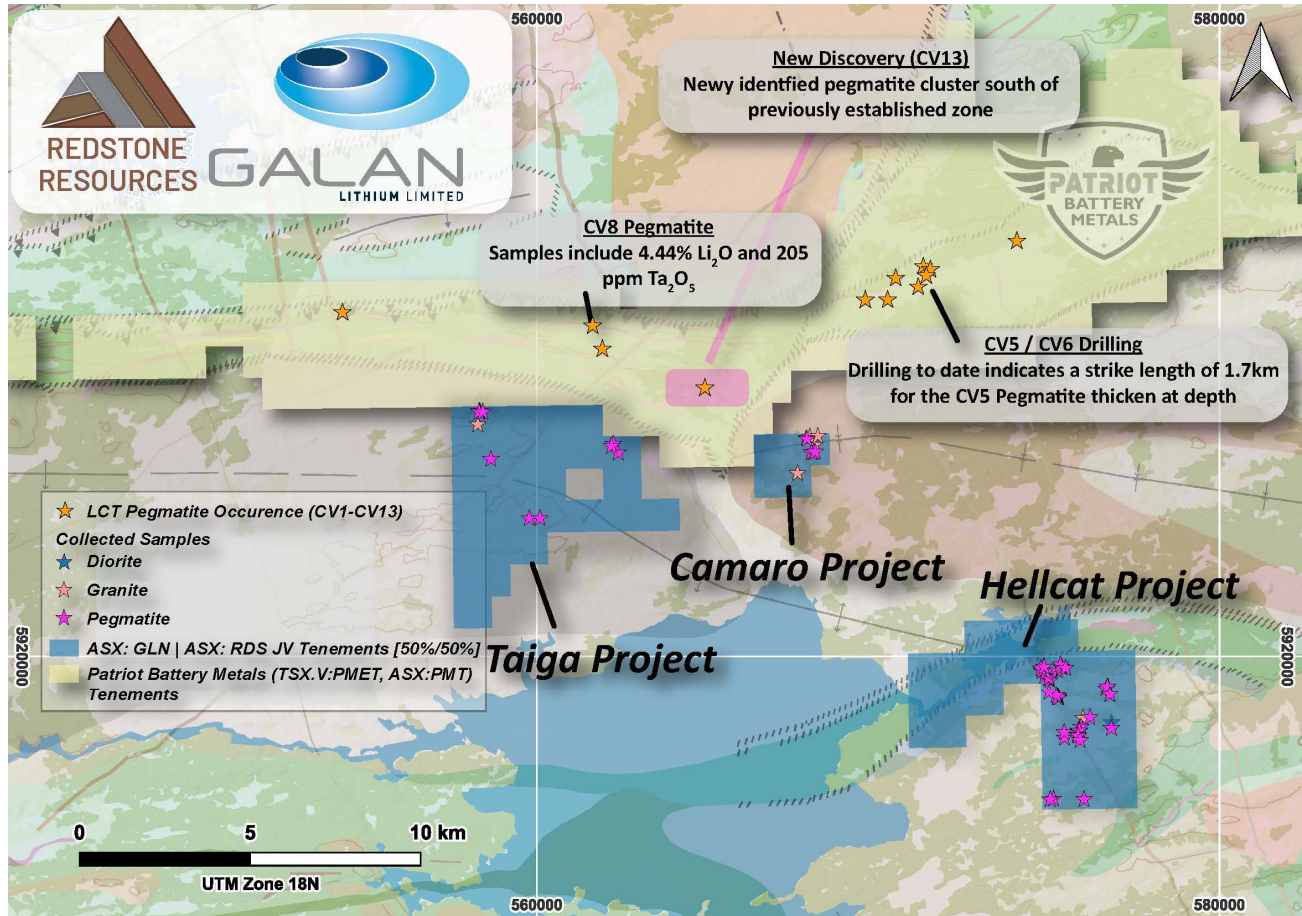 560000
580000
REDSTONE
RESOURCES
GALAN
LITHIUM LIMITED
New Discovery (CV13)
Newy identfied pegmatite cluster south of
previously established zone
PATRIOT
BATTERY
METALS
CV8 Pegmatite
Samples include 4.44% Li₂O and 205
ppm Ta₂O₅
CV5 / CV6 Drilling
Drilling to date indicates a strike length of 1.7km
for the CV5 Pegmatite thicken at depth
LCT Pegmatite Occurence (CV1-CV13)
Collected Samples
Diorite
Granite
Pegmatite
ASX: GLN | ASX: RDS JV Tenements [50%/50%]
Patriot Battery Metals (TSX.V:PMET, ASX:PMT)
Tenements
Camaro Project
Hellcat Project
Taiga Project
5920000
5920000
0 5 10 km
UTM Zone 18N
560000
580000